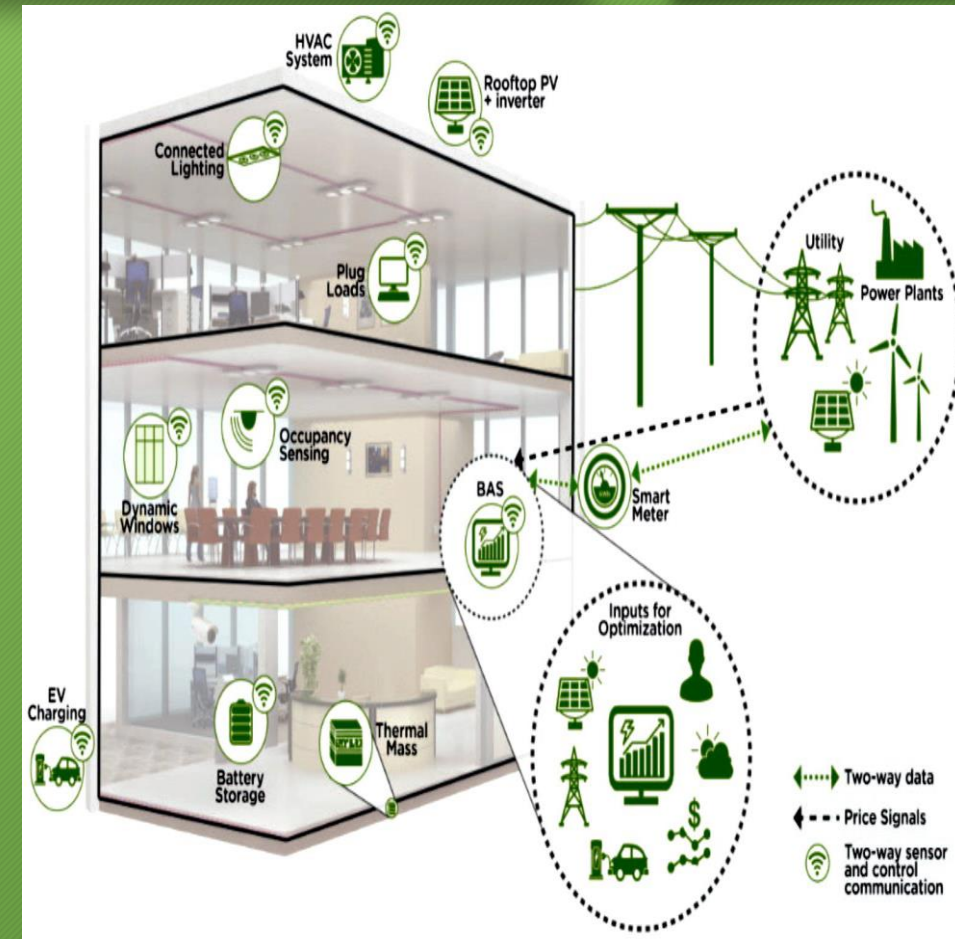 HVAC
System
Rooftop PV
+ inverter
Connected
Lighting
Plug
Loads
Utility
Power Plants
Occupancy
Sensing
Dynamic
Windows
BAS
Smart
Meter
Inputs for
Optimization
EV
Charging
Battery
Storage
Thermal
Mass
$
Two-way data
Price Signals
Two-way sensor
and control
communication